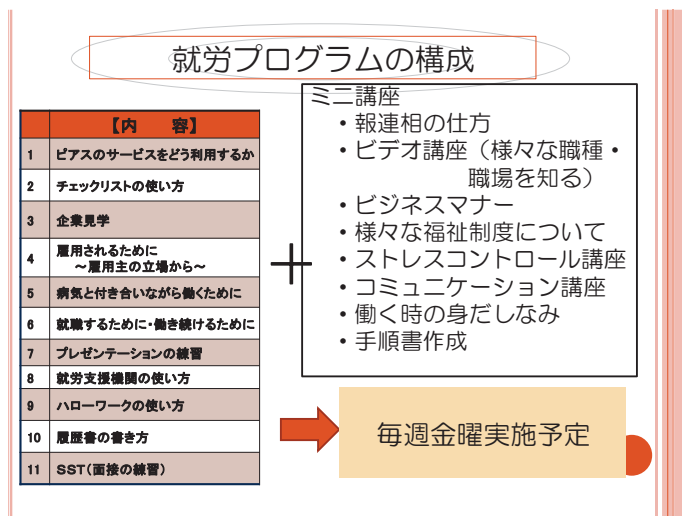 就労プログラムの構成
【内　　容】
1 ピアスのサービスをどう利用するか
2 チェックリストの使い方
3 企業見学
4 雇用されるために
～雇用主の立場から～
5 病気と付き合いながら働くために
6 就職するために・働き続けるために
7 プレゼンテーションの練習
8 就労支援機関の使い方
9 ハローワークの使い方
10 履歴書の書き方
11 SST（面接の練習）
＋
ミニ講座
・報連相の仕方
・ビデオ講座（様々な職種・
職場を知る）
・ビジネスマナー
・様々な福祉制度について
・ストレスコントロール講座
・コミュニケーション講座
・働く時の身だしなみ
・手順書作成
毎週金曜実施予定